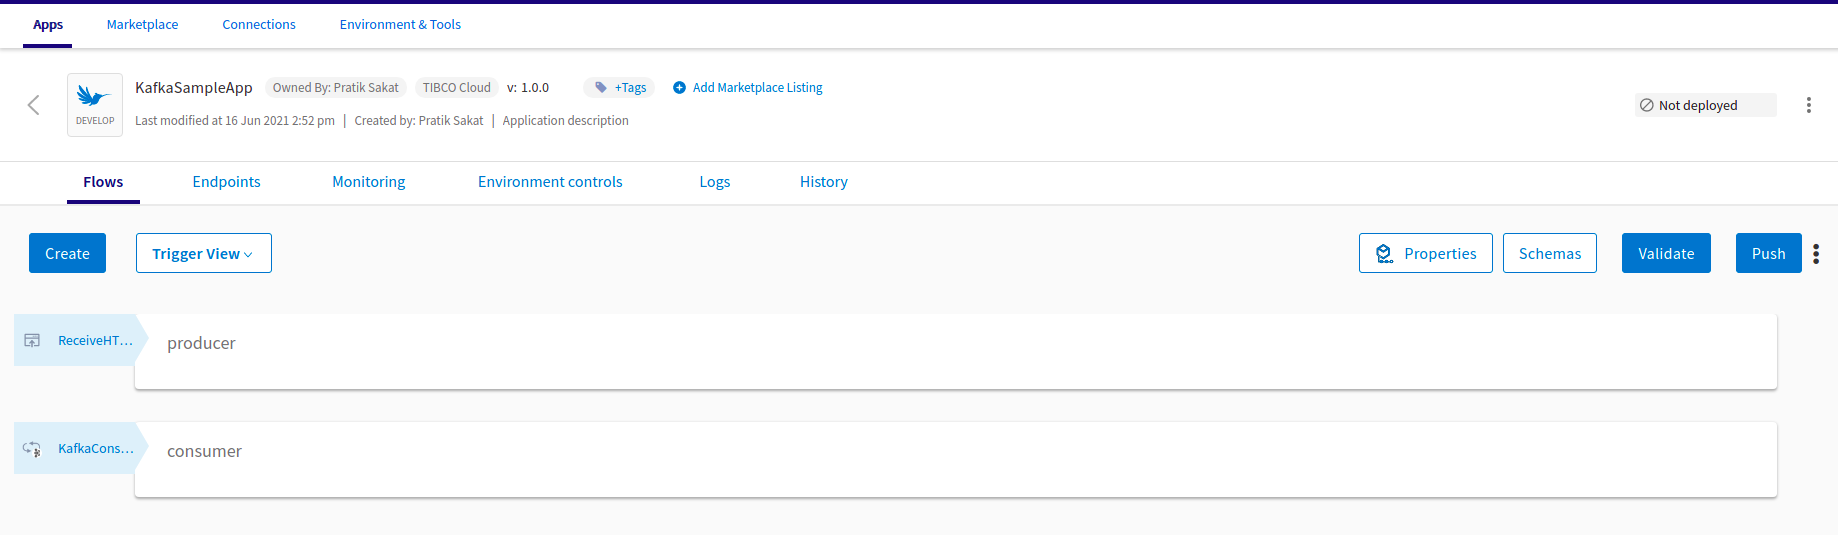 Apps Marketplace Connections Environment & Tools
KafkaSampleApp Owned By: Pratik Sakat TIBCO Cloud v: 1.0.0 +Tags Add Marketplace Listing
DEVELOP
Last modified at 16 Jun 2021 2:52 pm | Created by: Pratik Sakat | Application description
Not deployed
Flows Endpoints Monitoring Environment controls Logs History
Create Trigger View Properties Schemas Validate Push
ReceiveHT... producer
KafkaCons... consumer